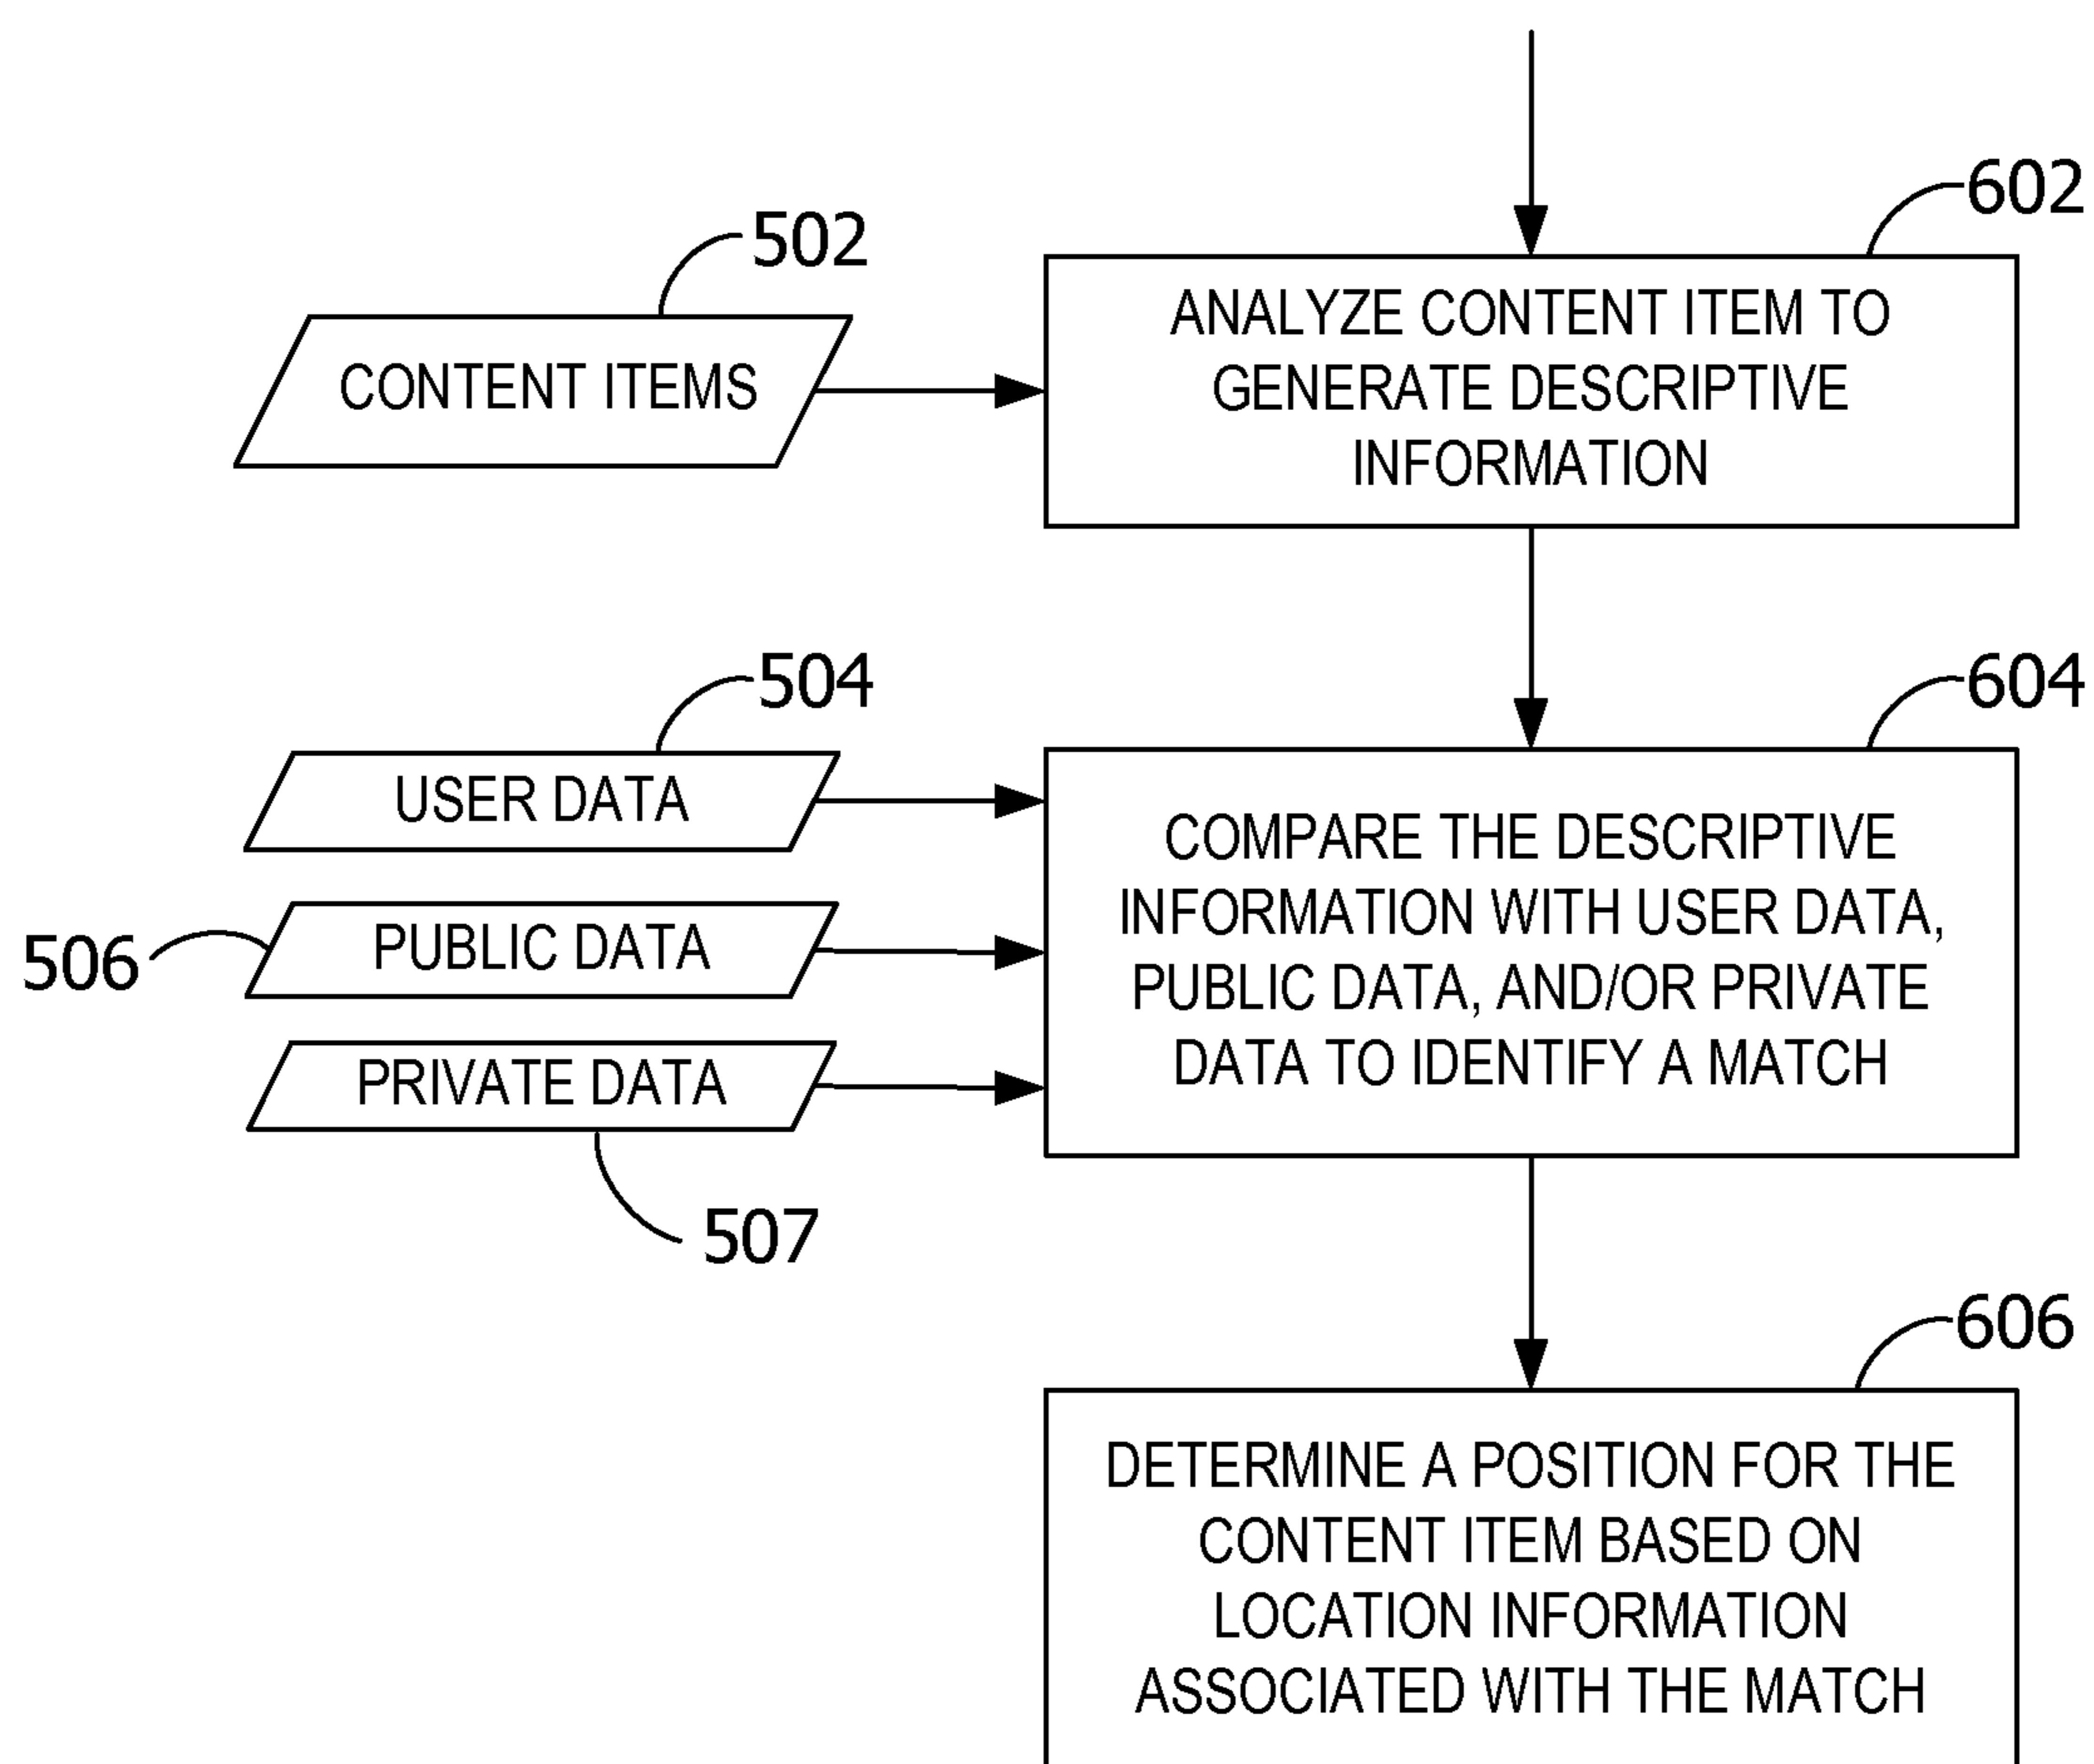 602
502
ANALYZE CONTENT ITEM TO
GENERATE DESCRIPTIVE
INFORMATION
CONTENT ITEMS
504
604
USER DATA
COMPARE THE DESCRIPTIVE
INFORMATION WITH USER DATA,
PUBLIC DATA, AND/OR PRIVATE
DATA TO IDENTIFY A MATCH
506
PUBLIC DATA
PRIVATE DATA
507
606
DETERMINE A POSITION FOR THE
CONTENT ITEM BASED ON
LOCATION INFORMATION
ASSOCIATED WITH THE MATCH